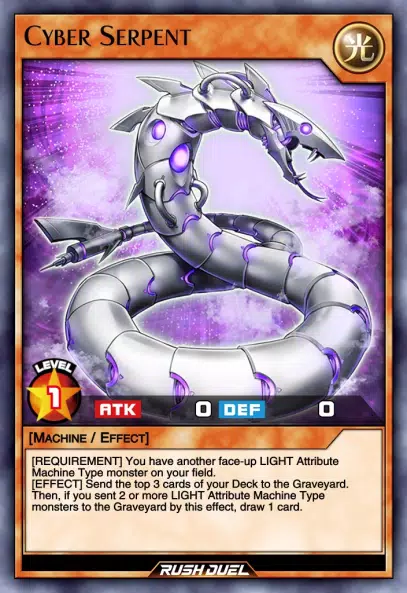 Cyber Serpent
光
LEVEL
1
ATK 0 DEF 0
[Machine / Effect]
[REQUIREMENT] You have another face-up LIGHT Attribute
Machine Type monster on your field.
[EFFECT] Send the top 3 cards of your Deck to the Graveyard.
Then, if you sent 2 or more LIGHT Attribute Machine Type
monsters to the Graveyard by this effect, draw 1 card.
RUSH DUEL